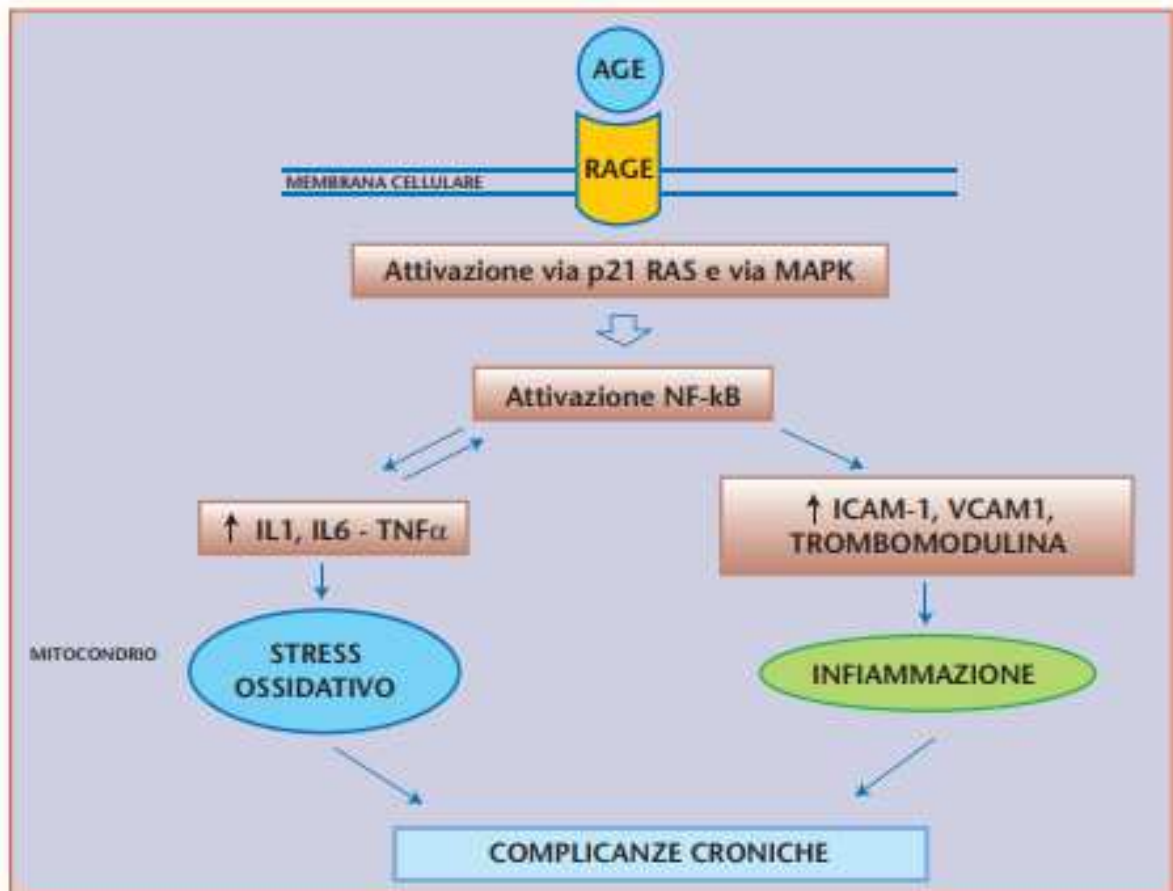 AGE
RAGE
MEMBRANA CELLULARE
Attivazione via p21 RAS e via MAPK
Attivazione NF-kB
↑ IL1, IL6 - TNFα
↑ ICAM-1, VCAM1,
TROMBOMODULINA
MITOCONDRIO
STRESS
OSSIDATIVO
INFIAMMAZIONE
COMPLICANZE CRONICHE